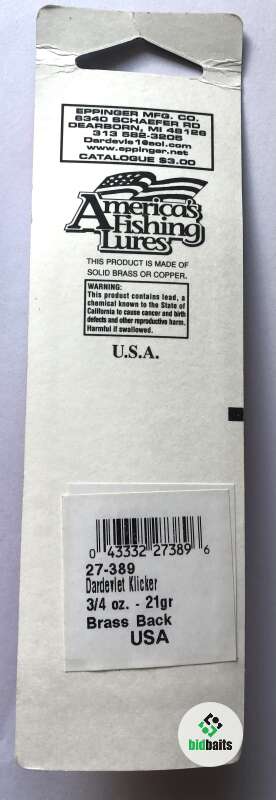 EPPINGER MFG. CO.
6340 SCHAEFER RD
DEARBORN, MI 48126
313 582-3205
Dardevle1@aol.com
www.eppinger.net
CATALOGUE $3.00
America's
Fishing
Lures
THIS PRODUCT IS MADE OF
SOLID BRASS OR COPPER.
WARNING:
This product contains lead, a
chemical known to the State of
California to cause cancer and birth
defects and other reproductive harm.
Harmful if swallowed.
U.S.A.
0 43332 27389 6
27-389
Dardevlet Klicker
3/4 oz. - 21gr
Brass Back
USA
bidbaits